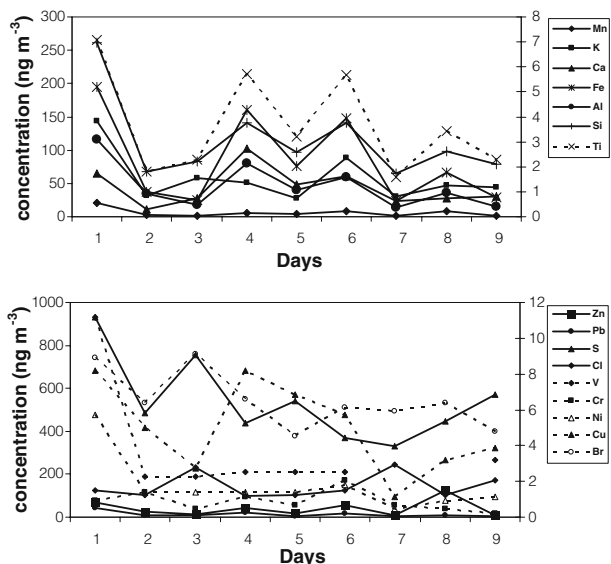 300
250
200
150
100
50
0
concentration (ng m-3)
8
7
6
5
4
3
2
1
0
1 2 3 4 5 6 7 8 9
Days
Mn
K
Ca
Fe
Al
Si
Ti
1000
800
600
400
200
0
concentration (ng m-3)
12
10
8
6
4
2
0
1 2 3 4 5 6 7 8 9
Days
Zn
Pb
S
Cl
V
Cr
Ni
Cu
Br